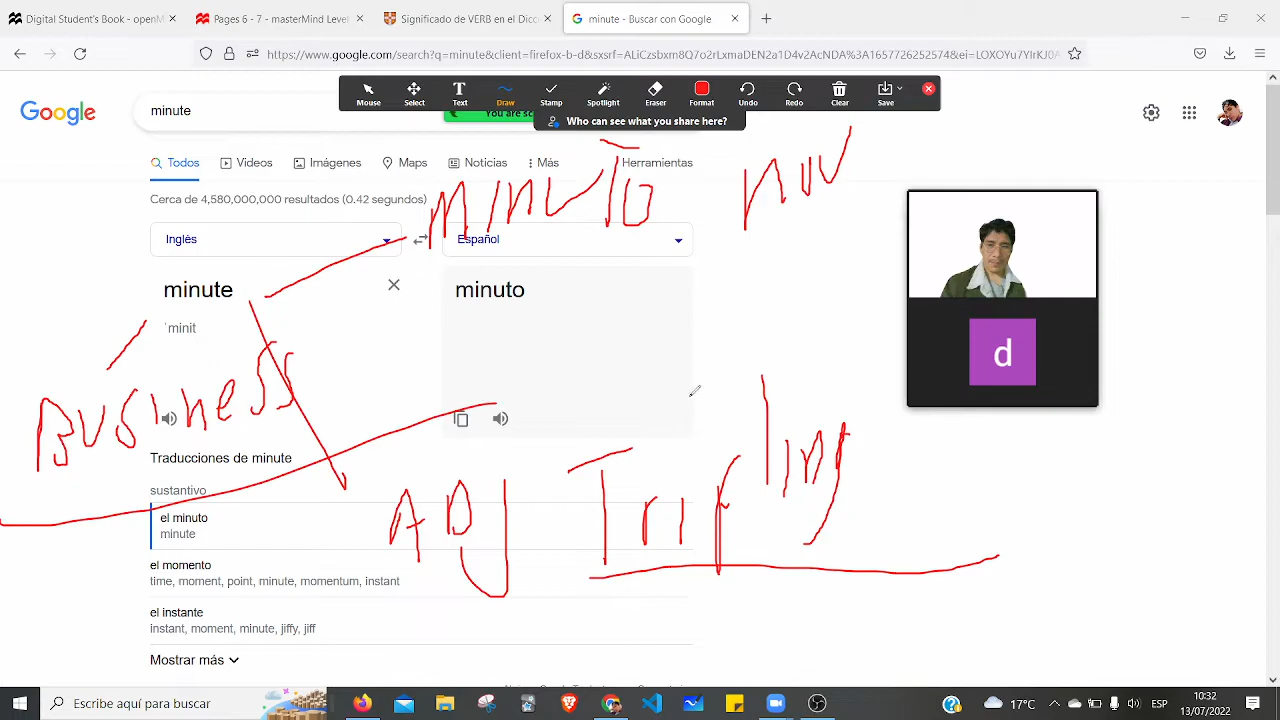 Digital Student's Book - openM
Pages 6 - 7 - masterMind Level
Significado de VERB en el Dicc
minute - Buscar con Google
https://www.google.com/search?q=minute&client=firefox-b-d&sxsrf=ALiCzsbxm8Q7o2rLxmaDEN2a1D4v2AcNDA%3A1657726252574&ei=LOXOYu7YIrKJ0A
Mouse Select Text Draw Stamp Spotlight Eraser Format Undo Redo Clear Save
Google
minute
You are sc
Who can see what you share here?
Todos Videos Imágenes Maps Noticias Más Herramientas
Cerca de 4,580,000,000 resultados (0.42 segundos)
MINUTO
Inglés
Español
minute
minuto
ˈminit
BUSINESS
d
Traducciones de minute
sustantivo
el minuto
minute
ADJ Trifling
el momento
time, moment, point, minute, momentum, instant
el instante
instant, moment, minute, jiffy, jiff
Mostrar más
Escribe aquí para buscar
17°C
ESP
10:32
13/07/2022